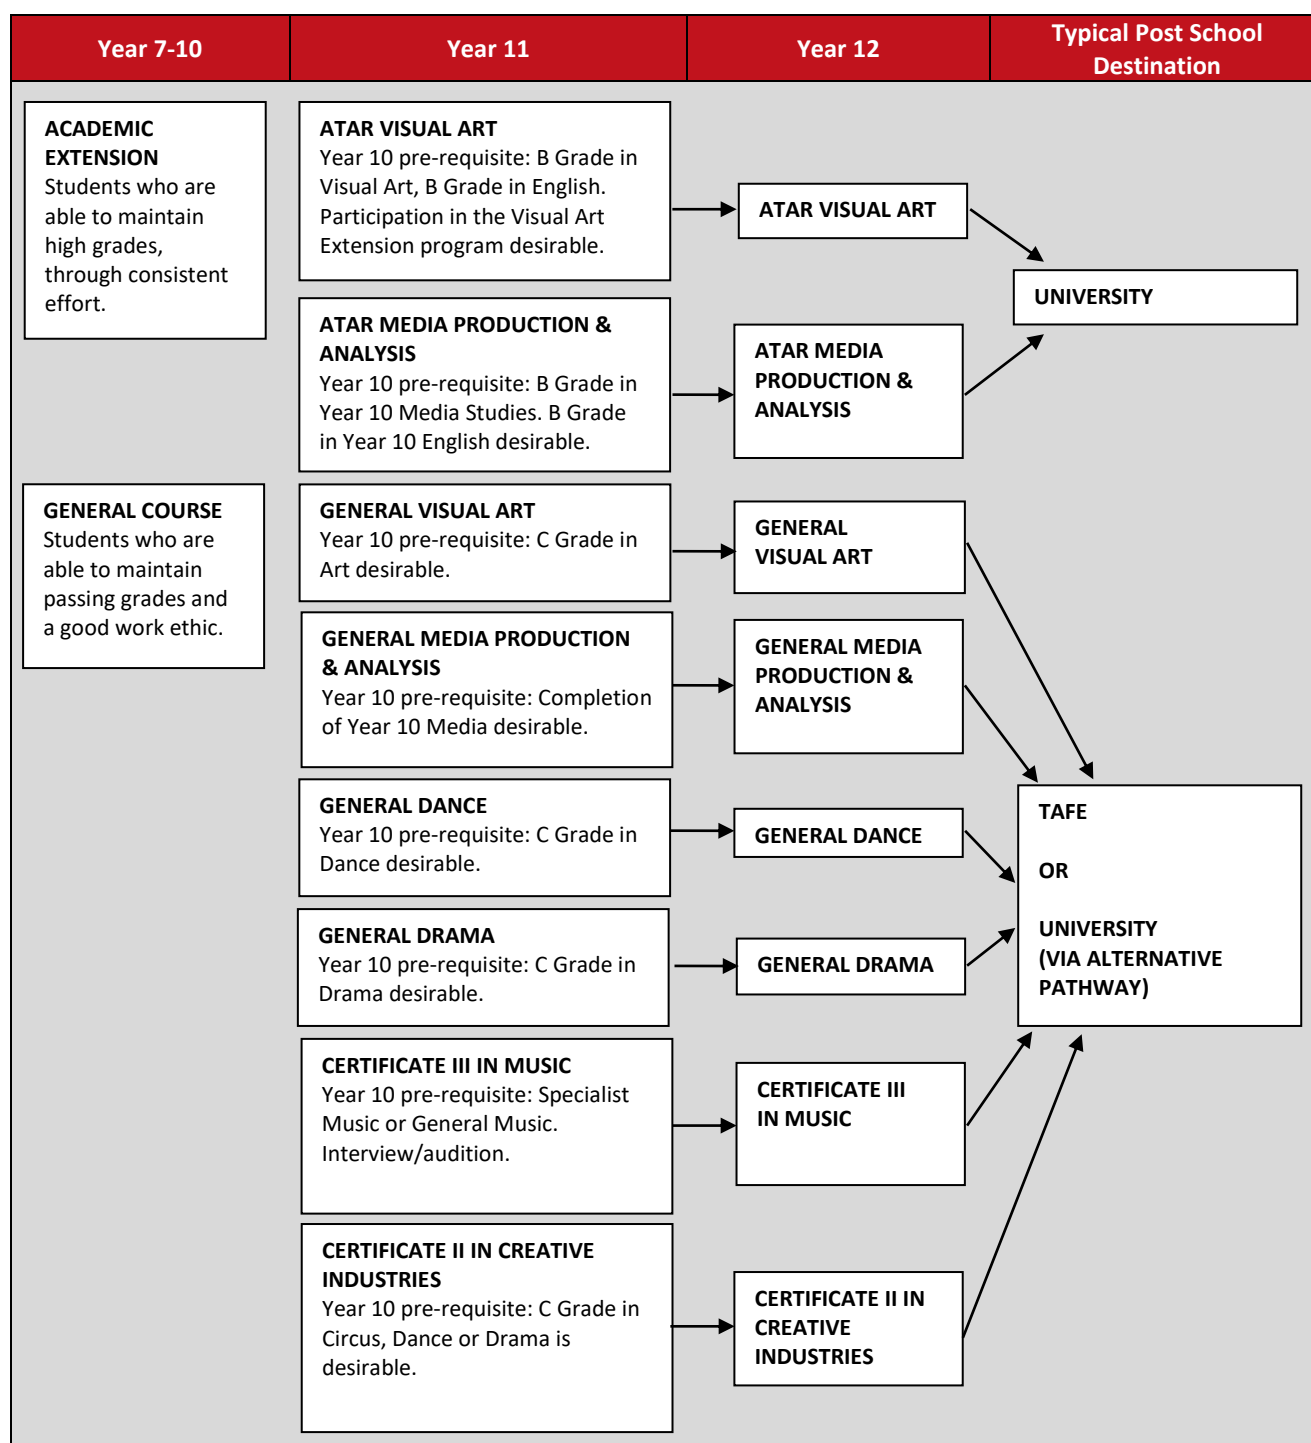 Year 7-10
Year 11
Year 12
Typical Post School
Destination
ACADEMIC
EXTENSION
Students who are
able to maintain
high grades,
through consistent
effort.
ATAR VISUAL ART
Year 10 pre-requisite: B Grade in
Visual Art, B Grade in English.
Participation in the Visual Art
Extension program desirable.
ATAR VISUAL ART
UNIVERSITY
ATAR MEDIA PRODUCTION &
ANALYSIS
Year 10 pre-requisite: B Grade in
Year 10 Media Studies. B Grade
in Year 10 English desirable.
ATAR MEDIA
PRODUCTION &
ANALYSIS
GENERAL COURSE
Students who are
able to maintain
passing grades and
a good work ethic.
GENERAL VISUAL ART
Year 10 pre-requisite: C Grade in
Art desirable.
GENERAL
VISUAL ART
GENERAL MEDIA PRODUCTION
& ANALYSIS
Year 10 pre-requisite: Completion
of Year 10 Media desirable.
GENERAL MEDIA
PRODUCTION &
ANALYSIS
GENERAL DANCE
Year 10 pre-requisite: C Grade in
Dance desirable.
GENERAL DANCE
TAFE
OR
UNIVERSITY
(VIA ALTERNATIVE
PATHWAY)
GENERAL DRAMA
Year 10 pre-requisite: C Grade in
Drama desirable.
GENERAL DRAMA
CERTIFICATE III IN MUSIC
Year 10 pre-requisite: Specialist
Music or General Music.
Interview/audition.
CERTIFICATE III
IN MUSIC
CERTIFICATE II IN CREATIVE
INDUSTRIES
Year 10 pre-requisite: C Grade in
Circus, Dance or Drama is
desirable.
CERTIFICATE II IN
CREATIVE
INDUSTRIES